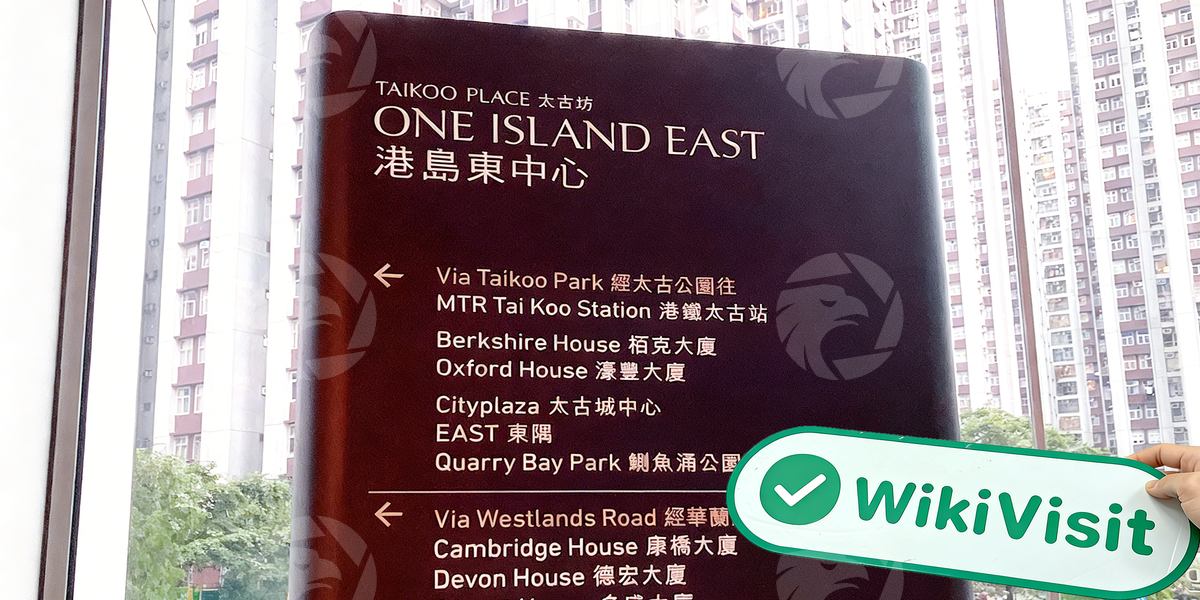 TAIKOO PLACE 太古坊
ONE ISLAND EAST
港島東中心
← Via Taikoo Park 經太古公園往
MTR Tai Koo Station 港鐵太古站
Berkshire House 栢克大廈
Oxford House 濠豐大廈
Cityplaza 太古城中心
EAST 東隅
Quarry Bay Park 鰂魚涌公園
← Via Westlands Road 經華蘭
Cambridge House 康橋大廈
Devon House 德宏大廈
WikiVisit